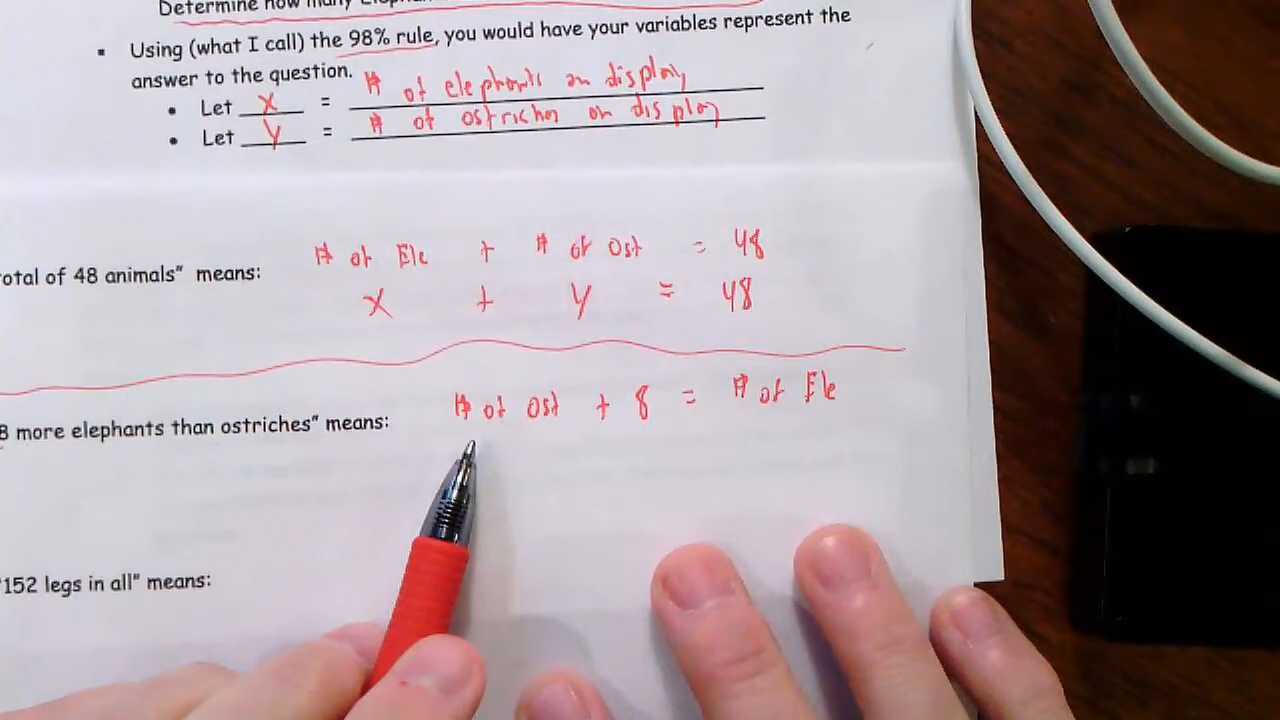 Determine how many
Using (what I call) the 98% rule, you would have your variables represent the
answer to the question.
Let X = # of elephants on display
Let Y = # of ostriches on display
# of Ele + # of Ost = 48
otal of 48 animals" means:
X + Y = 48
# of Ost + 8 = # of Ele
8 more elephants than ostriches" means:
"152 legs in all" means: